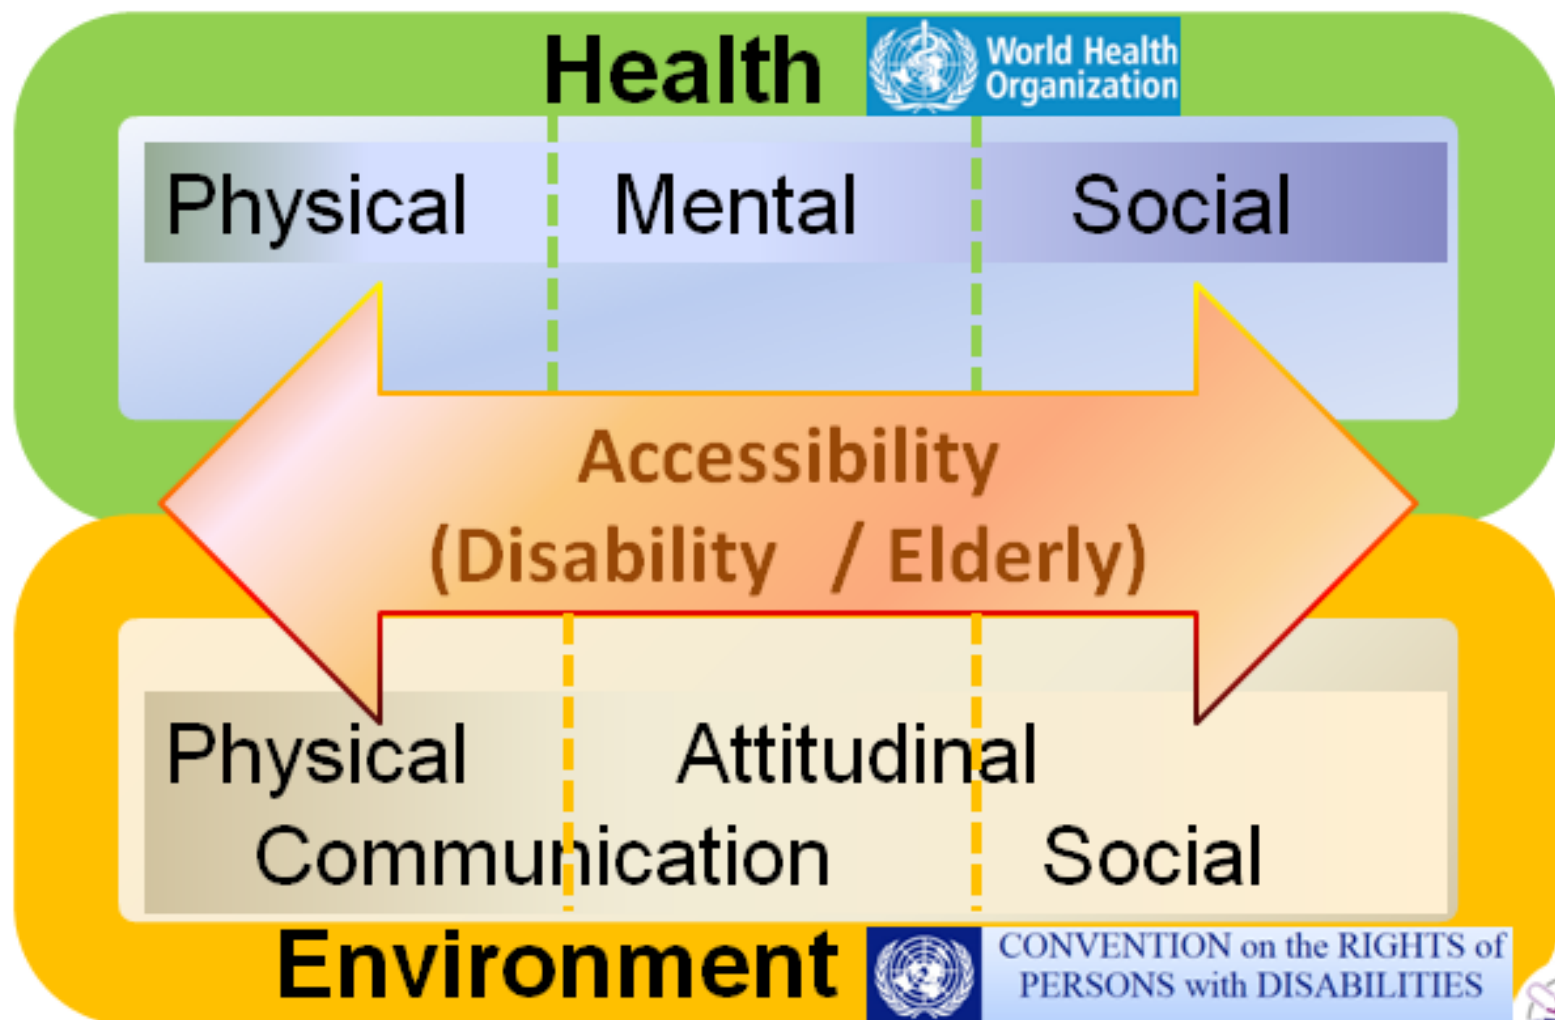 Health
World Health
Organization
Physical Mental Social
Accessibility
(Disability / Elderly)
Physical Attitudinal
Communication Social
Environment
CONVENTION on the RIGHTS of
PERSONS with DISABILITIES